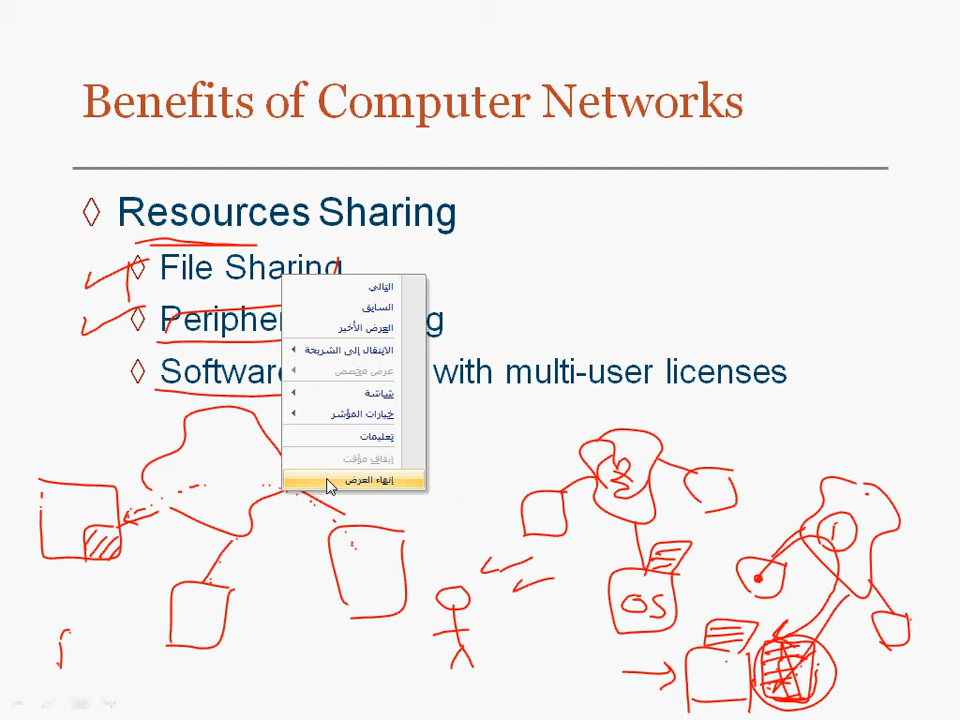 Benefits of Computer Networks
Resources Sharing
File Sharing
Periphe
g
Softwar
with multi-user licenses
التالي
السابق
العرض الأخير
الانتقال إلى الشريحة
عرض مخصص
شاشة
خيارات المؤشر
تعليمات
إيقاف مؤقت
إنهاء العرض
OS